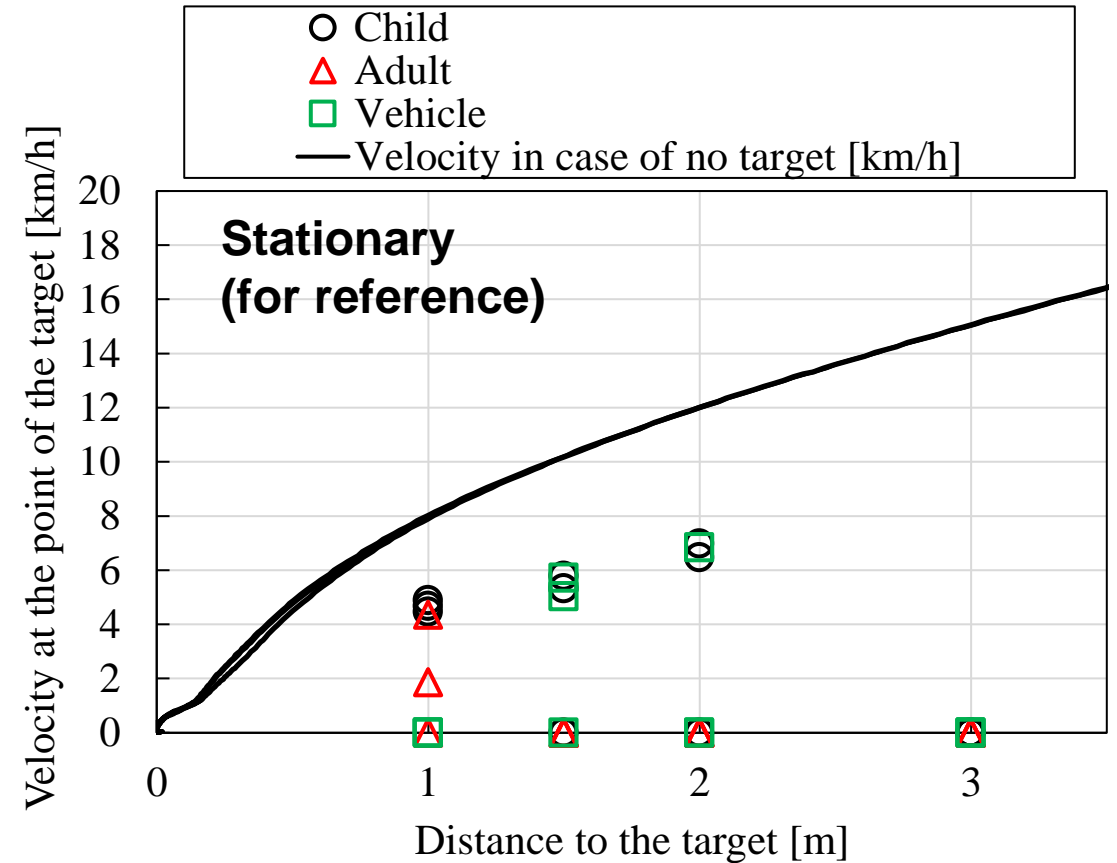 Child
Adult
Vehicle
Velocity in case of no target [km/h]
Velocity at the point of the target [km/h]
20
18
16
14
12
10
8
6
4
2
0
Stationary
(for reference)
0 1 2 3
Distance to the target [m]